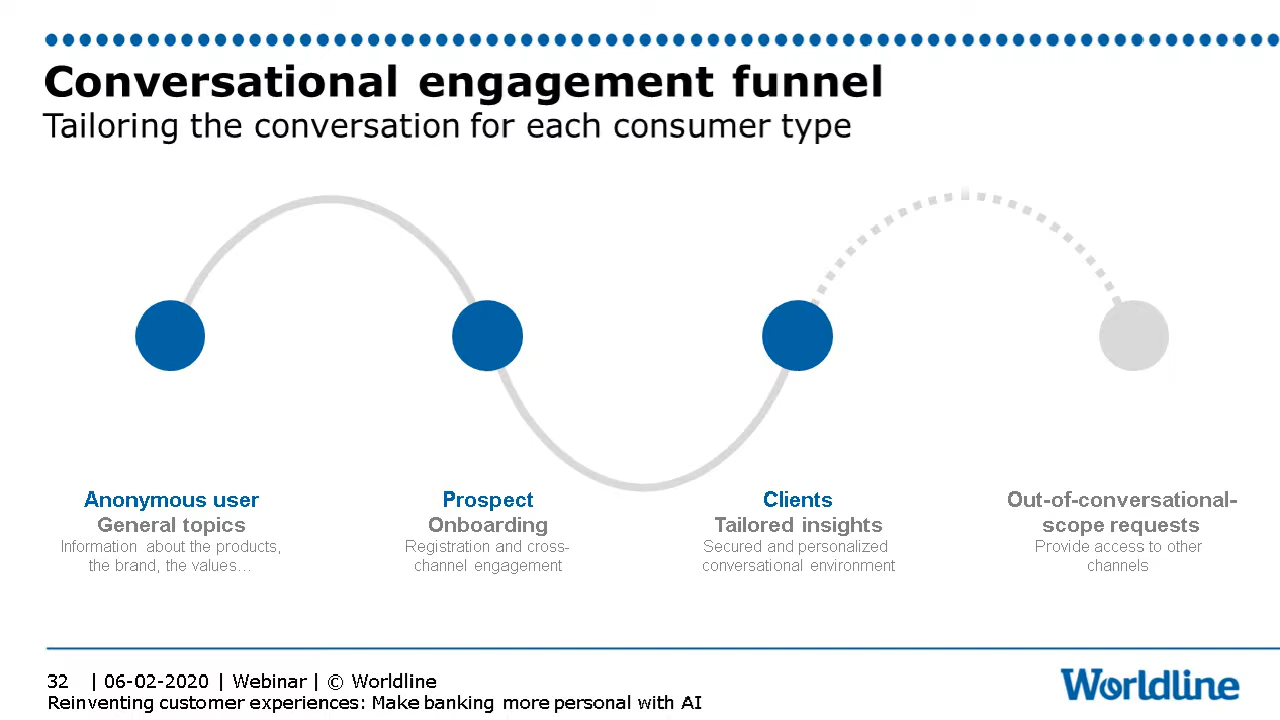 Conversational engagement funnel
Tailoring the conversation for each consumer type
Anonymous user
General topics
Information about the products,
the brand, the values...
Prospect
Onboarding
Registration and cross-
channel engagement
Clients
Tailored insights
Secured and personalized
conversational environment
Out-of-conversational-
scope requests
Provide access to other
channels
32 | 06-02-2020 | Webinar | © Worldline
Reinventing customer experiences: Make banking more personal with AI
Worldline